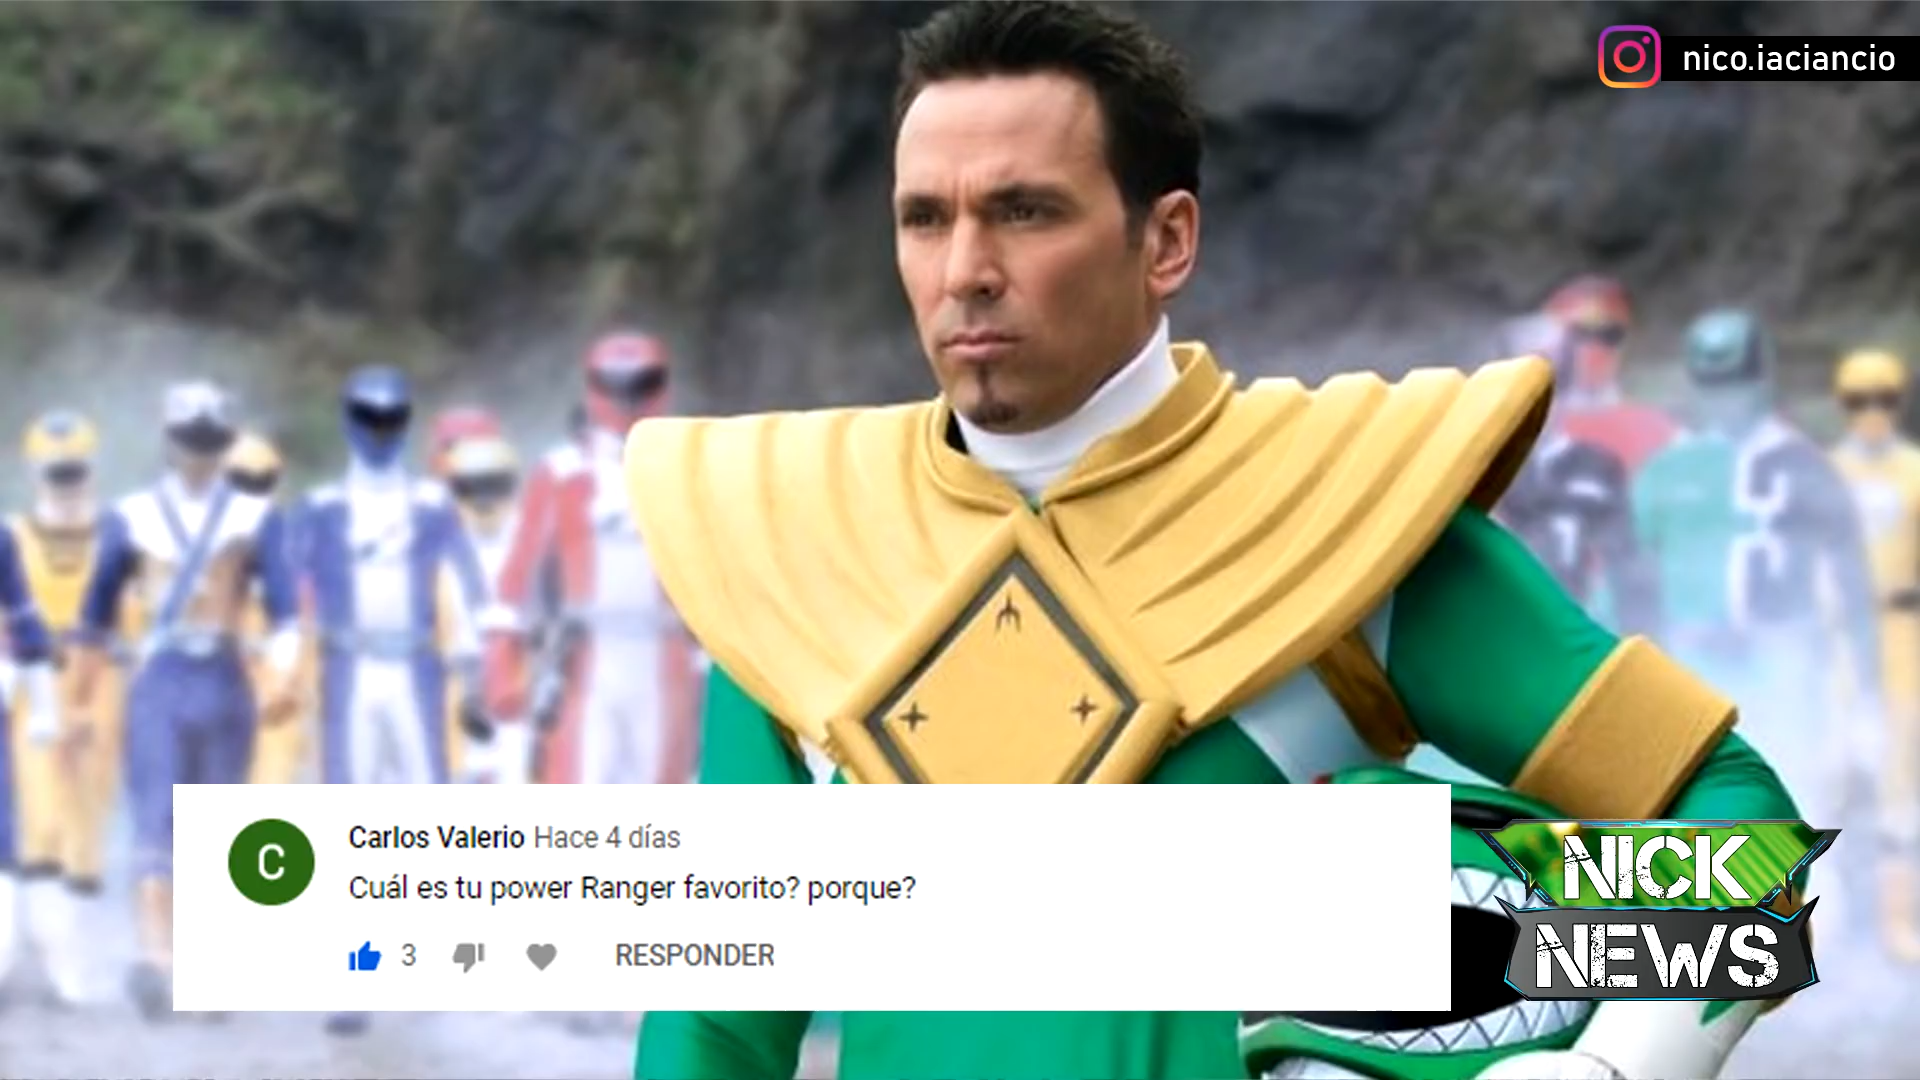 nico.iaciancio
C
Carlos Valerio Hace 4 días
Cuál es tu power Ranger favorito? porque?
3
RESPONDER
NICK
NEWS